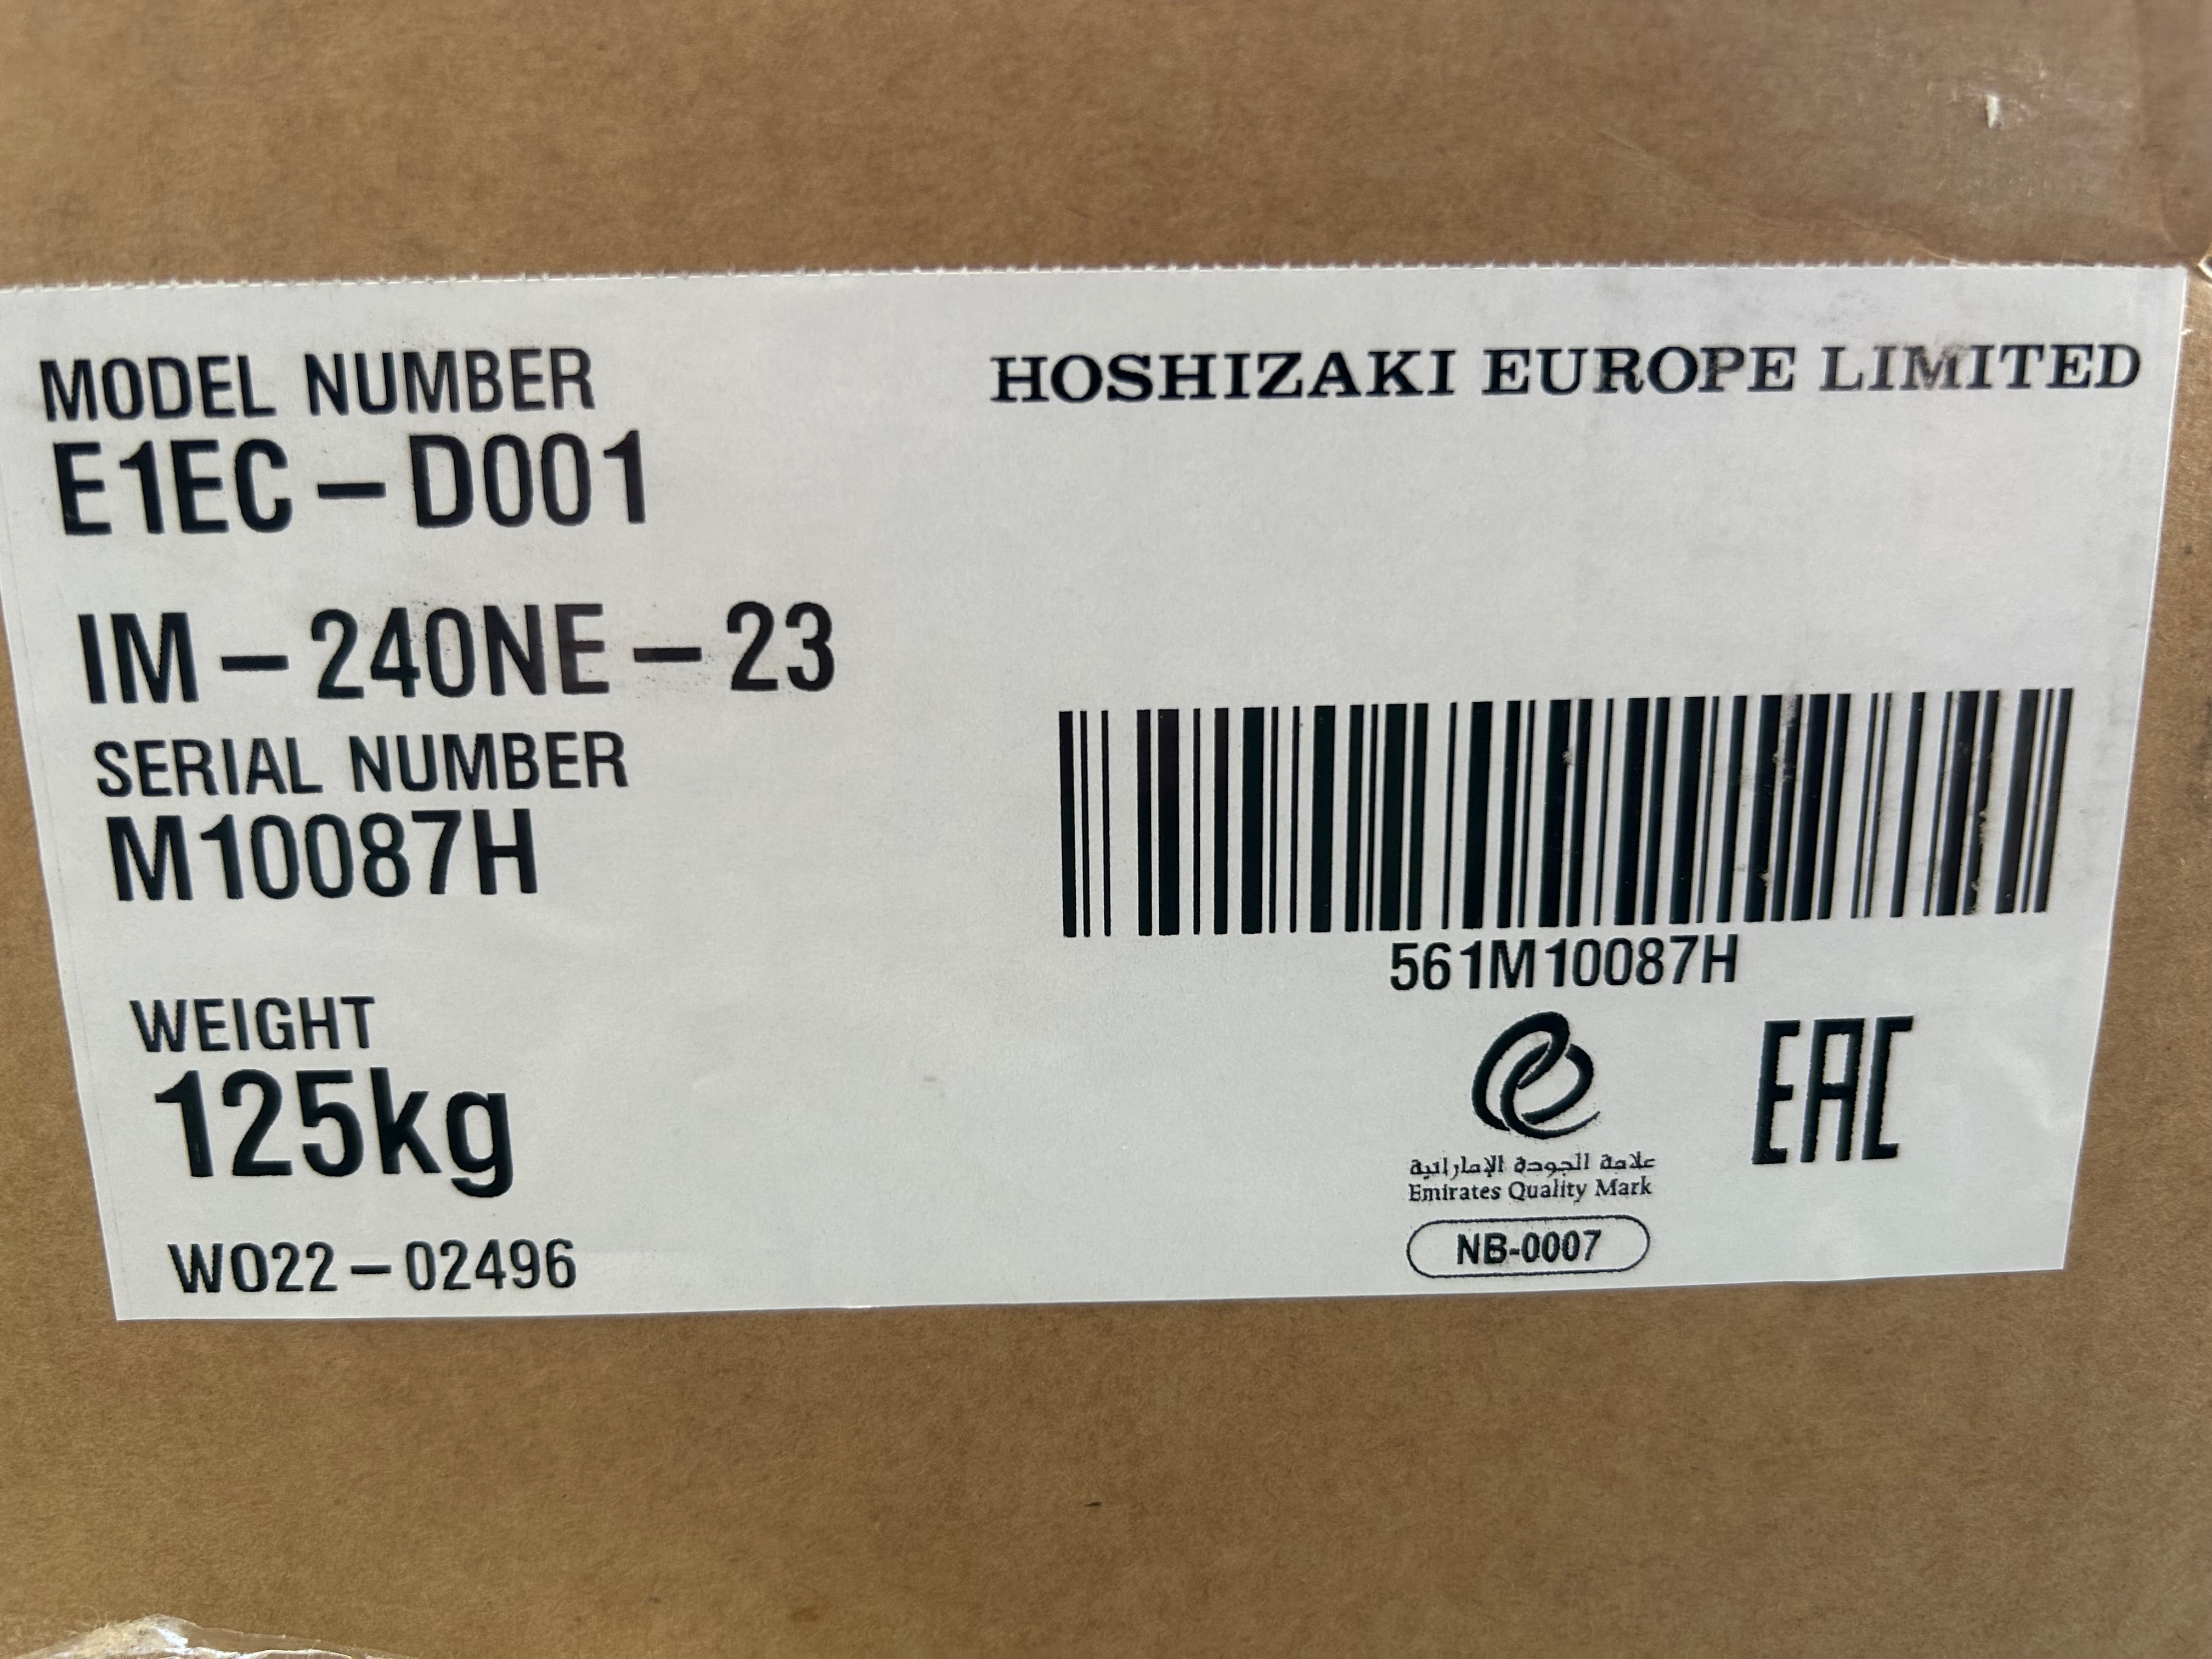 MODEL NUMBER
E1EC-D001
IM-240NE-23
SERIAL NUMBER
M10087H
WEIGHT
125kg
W022-02496
HOSHIZAKI EUROPE LIMITED
561M10087H
علامة الجودة الإماراتية
Emirates Quality Mark
NB-0007
EAC